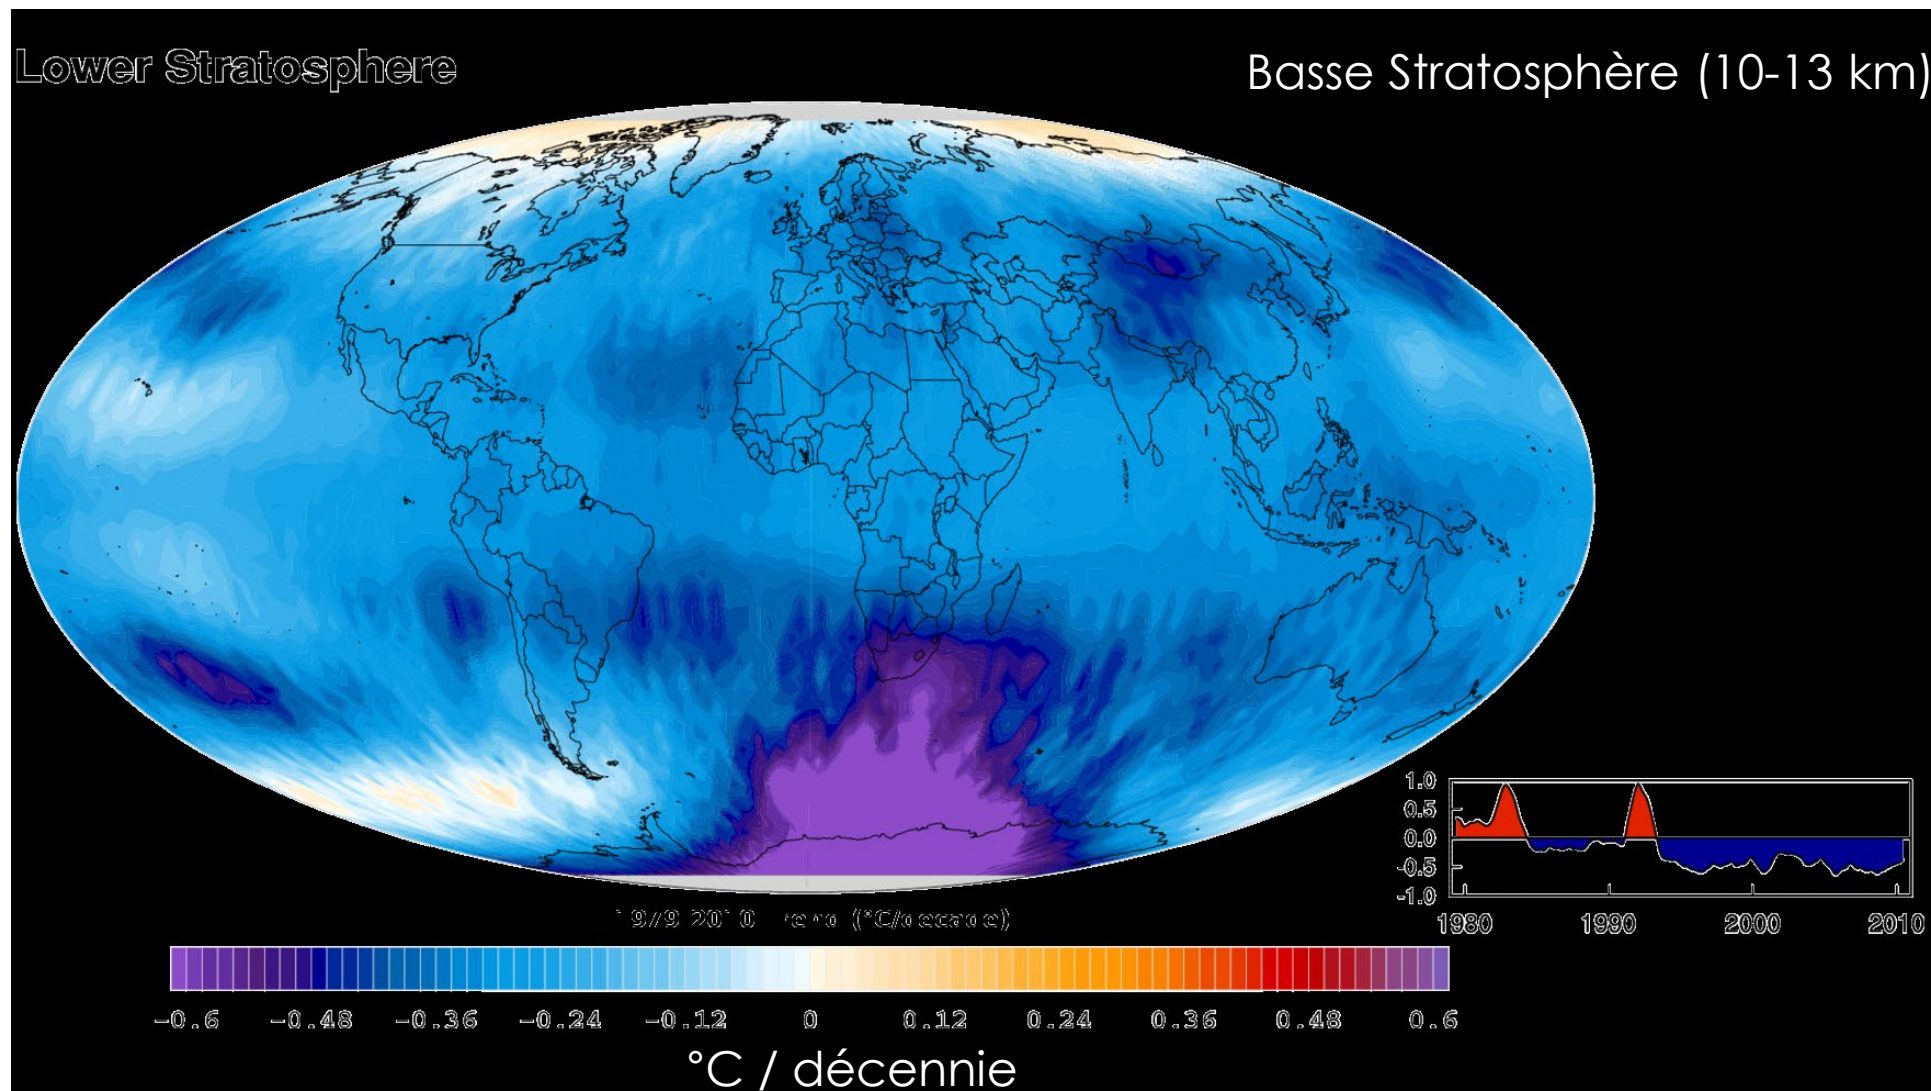 Lower Stratosphere
Basse Stratosphère (10-13 km)
1.0
0.5
0.0
-0.5
-1.0
1980 1990 2000 2010
(°C/decade)
-0.6 -0.48 -0.36 -0.24 -0.12 0 0.12 0.24 0.36 0.48 0.6
°C / décennie